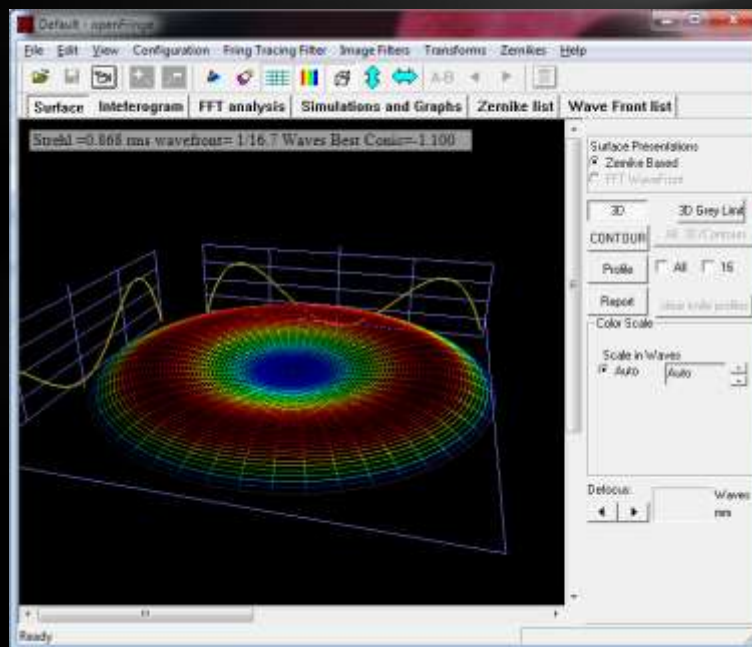 Default - openFringe
File Edit View Configuration Fring Tracing Filter Image Filters Transforms Zernikes Help
A-B
Surface Inteferogram FFT analysis Simulations and Graphs Zernike list Wave Front list
Strehl =0.868 rms wavefront= 1/16.7 Waves Best Conic=-1.100
Surface Presentations
Zernike Based
FFT WaveFront
3D 3D Grey Limit
CONTOUR
Profile All 16
Report
Color Scale
Scale in Waves
Auto Auto
Defocus: Waves
mm
Ready